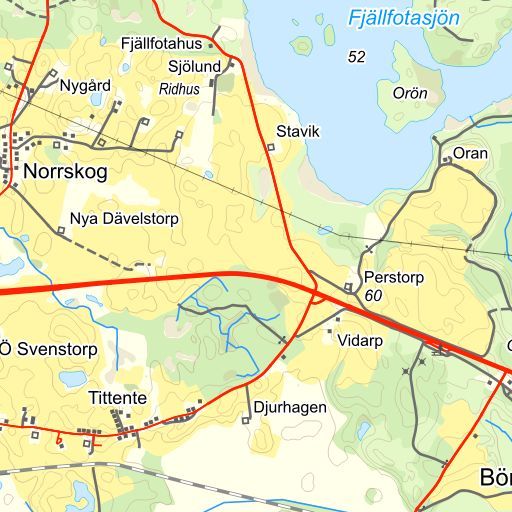 Fjällfotasjön
Fjällfotahus
52
Sjölund
Nygård
Ridhus
Orön
Stavik
Oran
Norrskog
Nya Dävelstorp
Perstorp
60
Vidarp
Ö Svenstorp
Tittente
Djurhagen
Bör